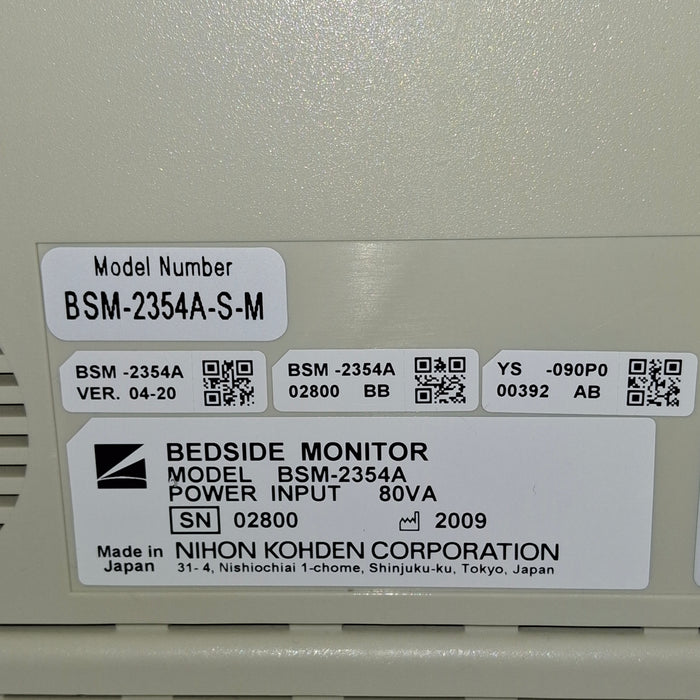 Model Number
BSM-2354A-S-M
BSM -2354A
VER. 04-20
BSM -2354A
02800 BB
YS -090P0
00392 AB
BEDSIDE MONITOR
MODEL BSM-2354A
POWER INPUT 80VA
SN 02800 2009
Made in Japan
NIHON KOHDEN CORPORATION
31- 4, Nishiochiai 1-chome, Shinjuku-ku, Tokyo, Japan